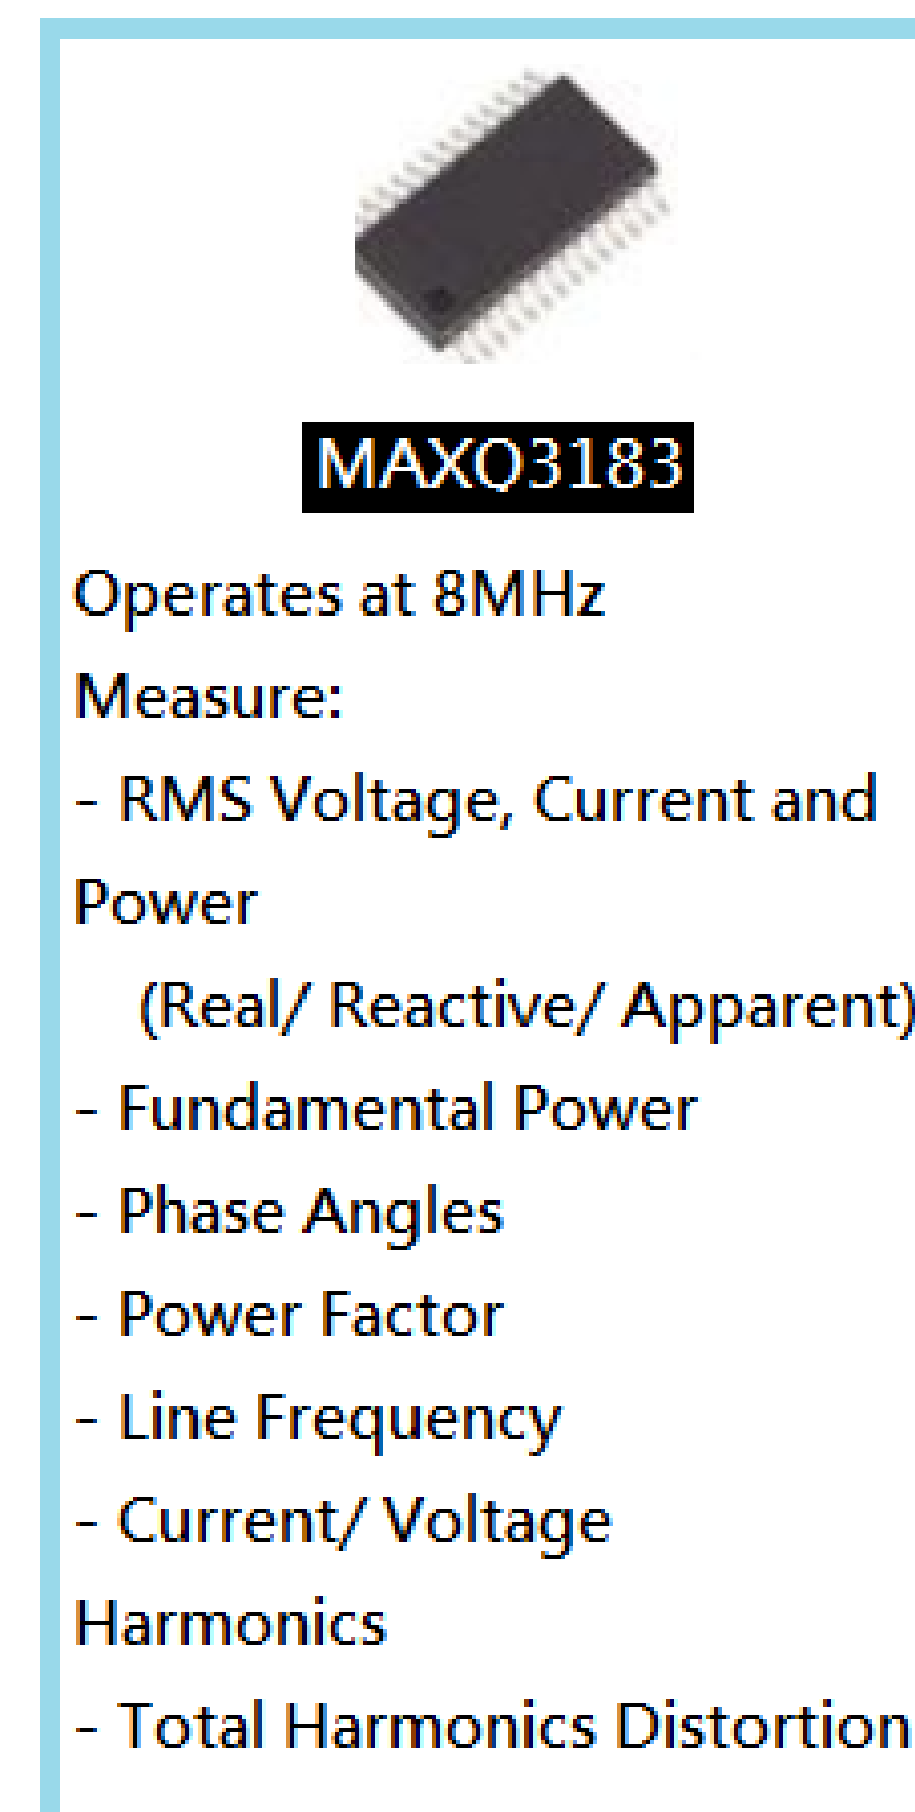 MAXQ3183
Operates at 8MHz
Measure:
- RMS Voltage, Current and
Power
(Real/ Reactive/ Apparent)
- Fundamental Power
- Phase Angles
- Power Factor
- Line Frequency
- Current/ Voltage
Harmonics
- Total Harmonics Distortion